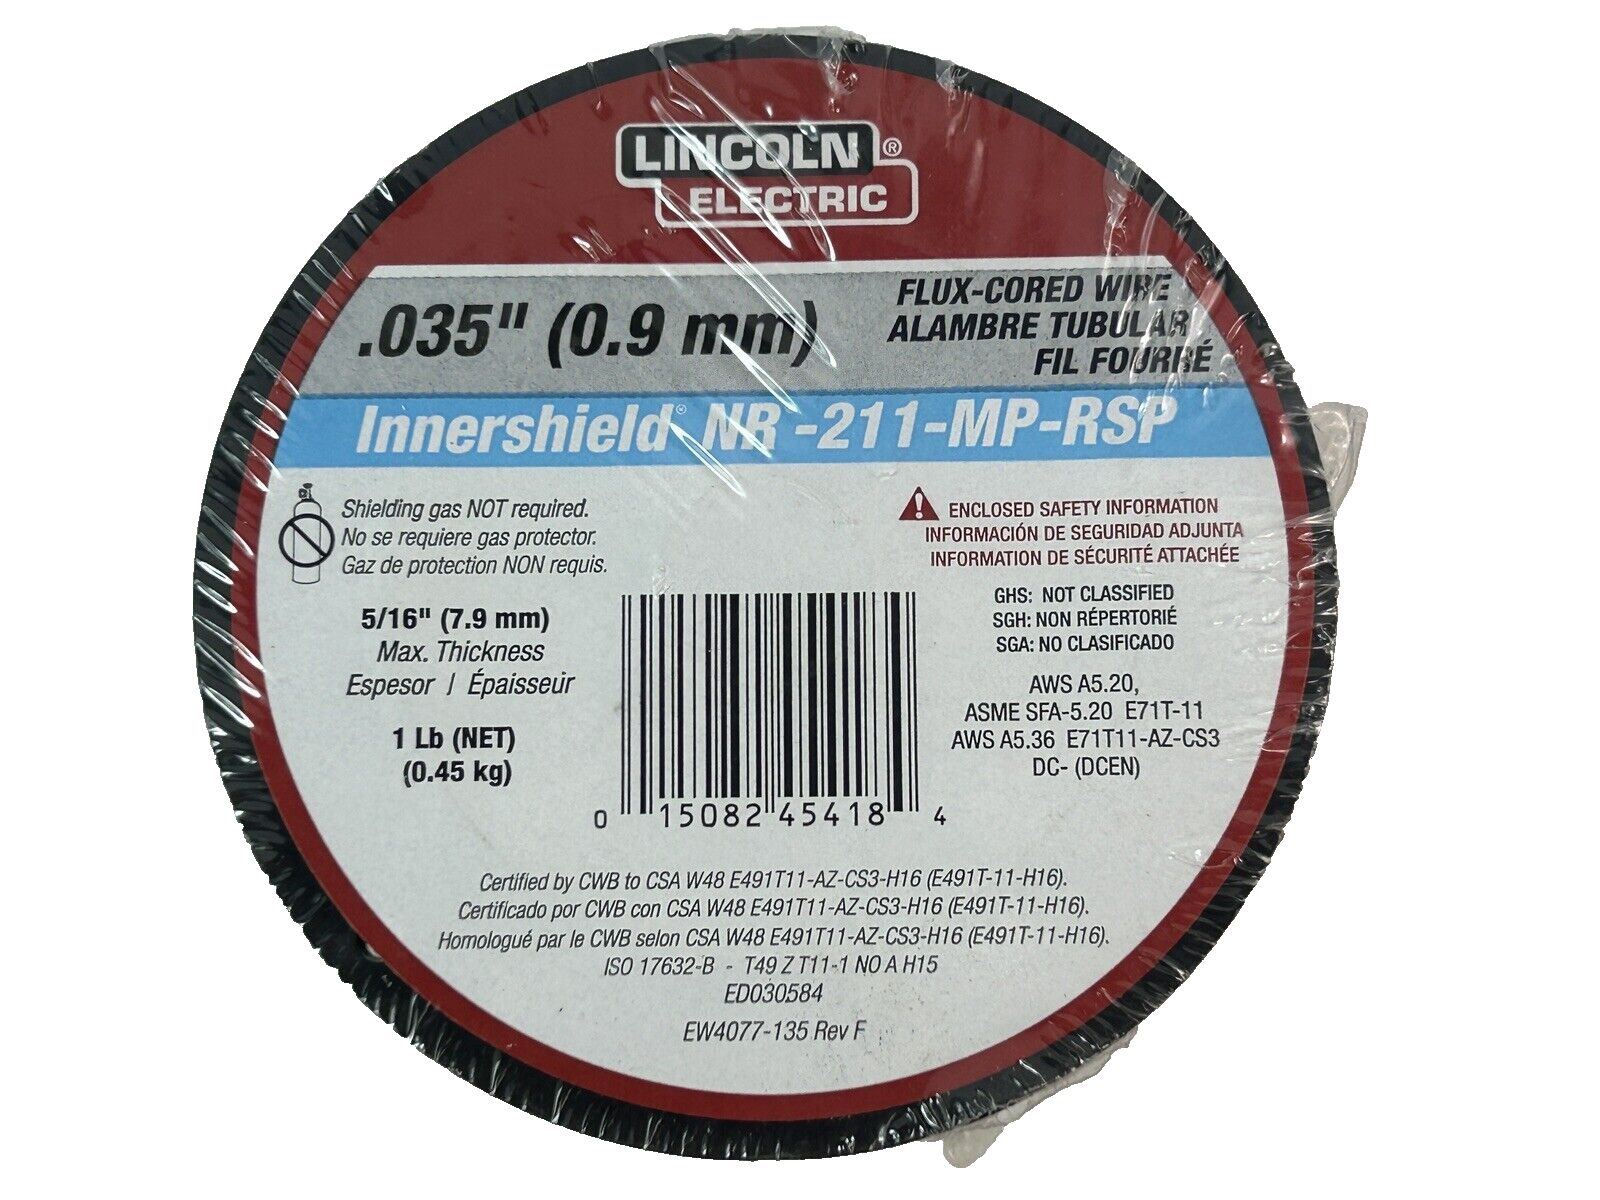 LINCOLN ®
ELECTRIC
.035" (0.9 mm)
FLUX-CORED WIRE
ALAMBRE TUBULAR
FIL FOURRÉ
Innershield® NR -211-MP-RSP
Shielding gas NOT required.
No se requiere gas protector.
Gaz de protection NON requis.
ENCLOSED SAFETY INFORMATION
INFORMACIÓN DE SEGURIDAD ADJUNTA
INFORMATION DE SÉCURITÉ ATTACHÉE
5/16" (7.9 mm)
Max. Thickness
Espesor / Épaisseur
1 Lb (NET)
(0.45 kg)
GHS: NOT CLASSIFIED
SGH: NON RÉPERTORIÉ
SGA: NO CLASIFICADO
AWS A5.20,
ASME SFA-5.20 E71T-11
AWS A5.36 E71T11-AZ-CS3
DC- (DCEN)
0 15082 45418 4
Certified by CWB to CSA W48 E491T11-AZ-CS3-H16 (E491T-11-H16).
Certificado por CWB con CSA W48 E491T11-AZ-CS3-H16 (E491T-11-H16).
Homologué par le CWB selon CSA W48 E491T11-AZ-CS3-H16 (E491T-11-H16).
ISO 17632-B - T49 Z T11-1 NO A H15
ED030584
EW4077-135 Rev F